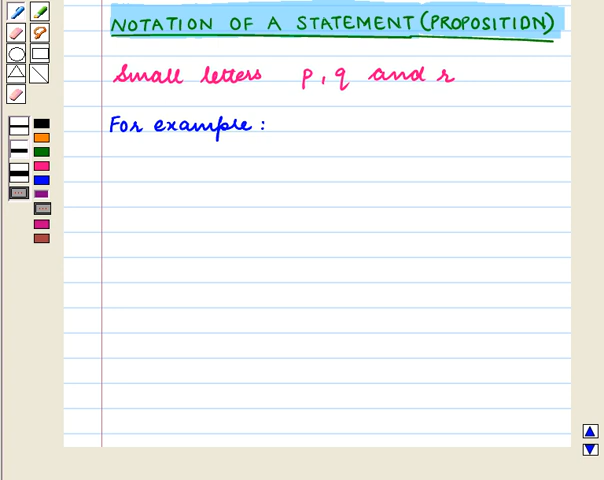 NOTATION OF A STATEMENT (PROPOSITION)
Small letters p, q and r
For example :